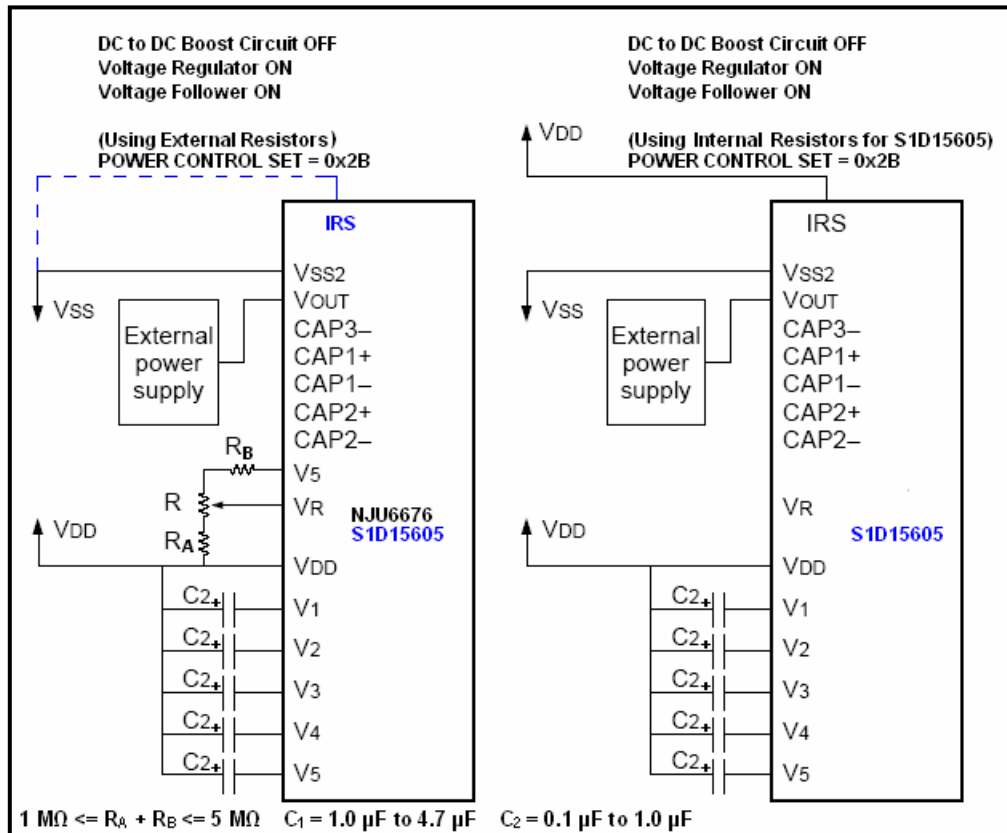 DC to DC Boost Circuit OFF
Voltage Regulator ON
Voltage Follower ON
(Using External Resistors)
POWER CONTROL SET = 0x2B
IRS
VSS2
VSS
VOUT
External
power
supply
CAP3–
CAP1+
CAP1–
CAP2+
CAP2–
RB
V5
R
VR
NJU6676
S1D15605
VDD
RA
VDD
C2+
V1
C2+
V2
C2+
V3
C2+
V4
C2+
V5
DC to DC Boost Circuit OFF
Voltage Regulator ON
Voltage Follower ON
VDD
(Using Internal Resistors for S1D15605)
POWER CONTROL SET = 0x2B
IRS
VSS2
VSS
VOUT
External
power
supply
CAP3–
CAP1+
CAP1–
CAP2+
CAP2–
VR
S1D15605
VDD
VDD
C2+
V1
C2+
V2
C2+
V3
C2+
V4
C2+
V5
1 MΩ <= RA + RB <= 5 MΩ C1 = 1.0 µF to 4.7 µF C2 = 0.1 µF to 1.0 µF